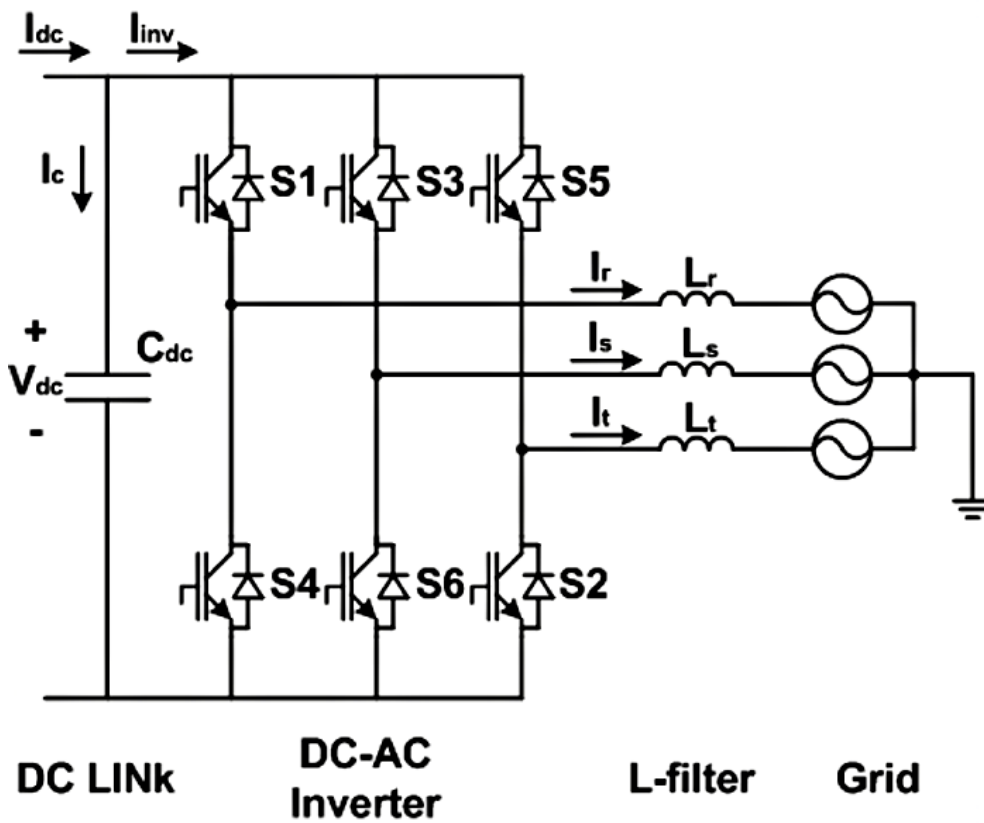 Idc
Iinv
Ic
S1
S3
S5
Ir
Lr
Is
Ls
It
Lt
+
Vdc
-
Cdc
S4
S6
S2
DC LINk
DC-AC
Inverter
L-filter
Grid